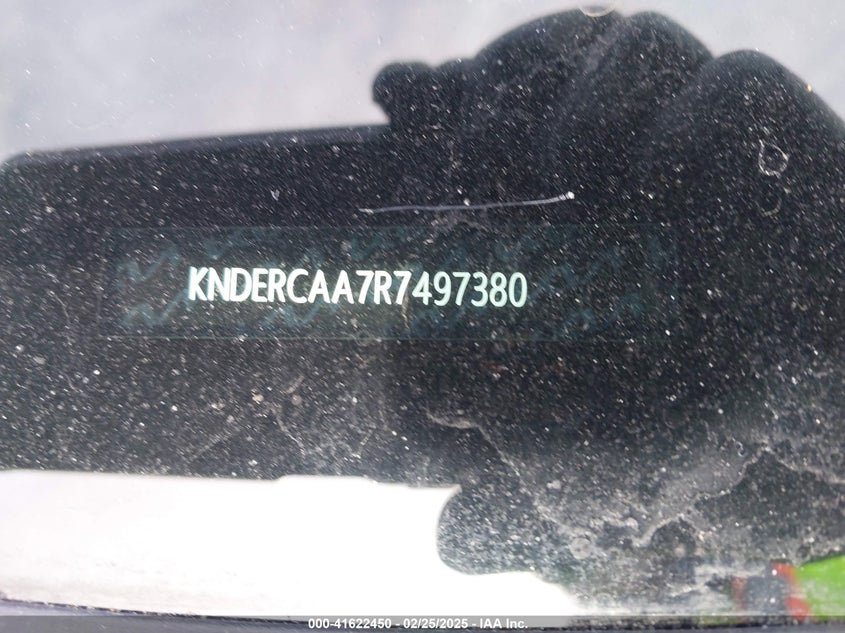 KNDERCAA7R7497380
000-41622450 - 02/25/2025 - IAA Inc.